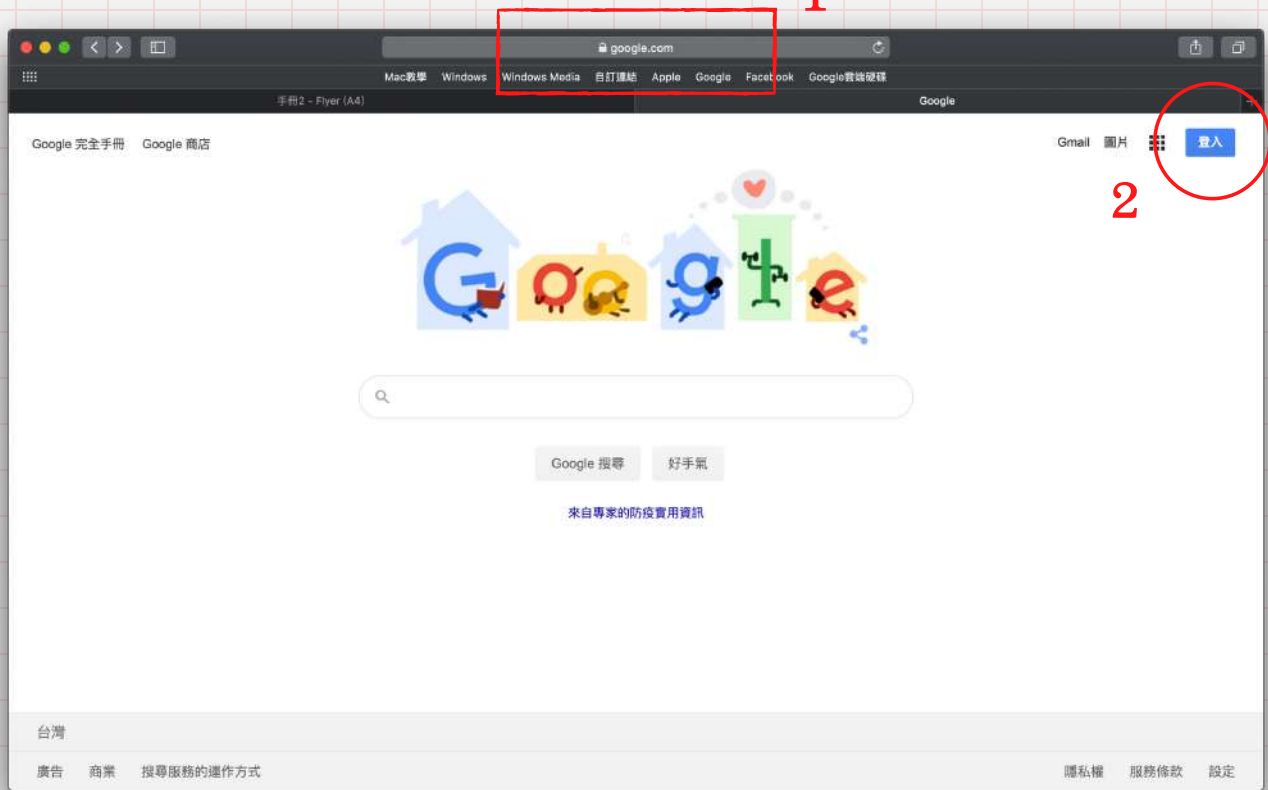 1
google.com
Mac教學 Windows Windows Media 自訂連結 Apple Google Facebook Google雲端硬碟
手冊2 - Flyer (A4) Google
Google 完全手冊 Google 商店 Gmail 圖片 登入
2
Google
Google 搜尋 好手氣
來自專家的防疫實用資訊
台灣
廣告 商業 搜尋服務的運作方式 隱私權 服務條款 設定